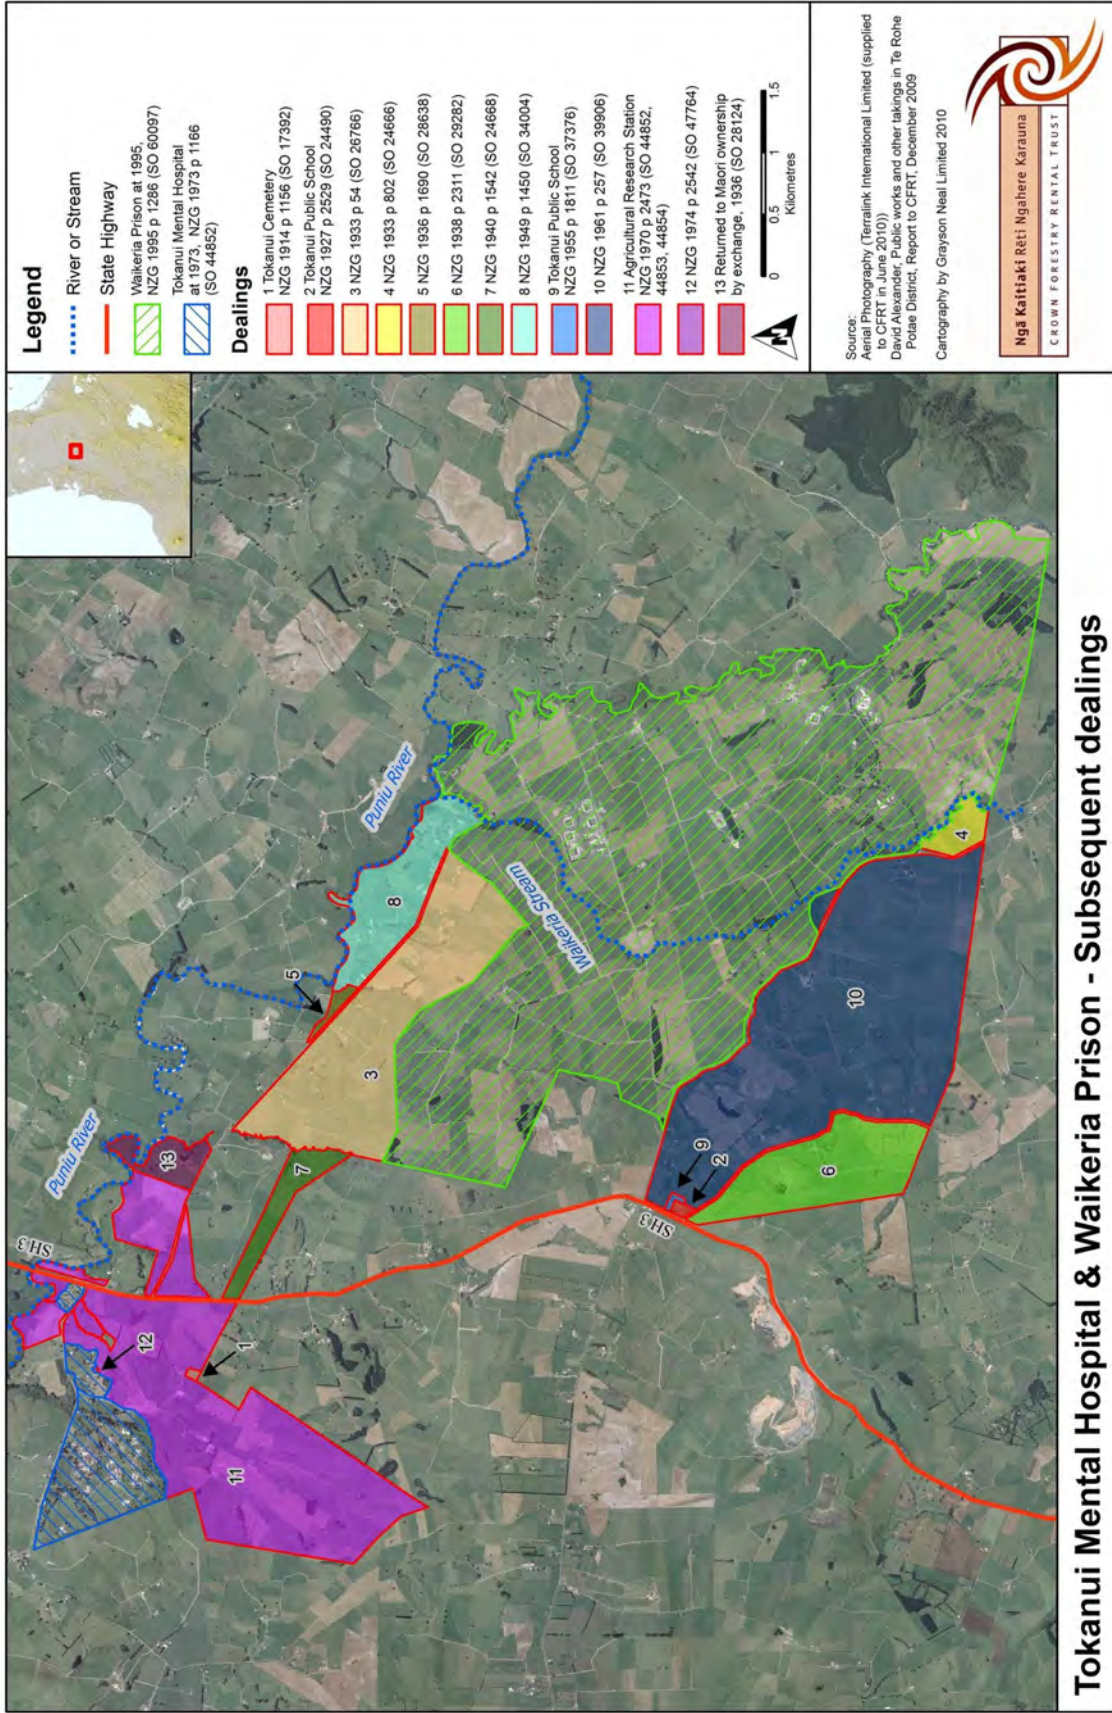 Legend
River or Stream
State Highway
Waikeria Prison at 1995,
NZG 1995 p 1286 (SO 60097)
Tokanui Mental Hospital
at 1973, NZG 1973 p 1166
(SO 44852)
Dealings
1 Tokanui Cemetery
NZG 1914 p 1156 (SO 17392)
2 Tokanui Public School
NZG 1927 p 2529 (SO 24490)
3 NZG 1933 p 54 (SO 26766)
4 NZG 1933 p 802 (SO 24666)
5 NZG 1936 p 1690 (SO 28638)
6 NZG 1938 p 2311 (SO 29282)
7 NZG 1940 p 1542 (SO 24668)
8 NZG 1949 p 1450 (SO 34004)
9 Tokanui Public School
NZG 1955 p 1811 (SO 37376)
10 NZG 1961 p 257 (SO 39906)
11 Agricultural Research Station
NZG 1970 p 2473 (SO 44852,
44853, 44854)
12 NZG 1974 p 2542 (SO 47764)
13 Returned to Maori ownership
by exchange, 1936 (SO 28124)
N
0 0.5 1 1.5
Kilometres
Source:
Aerial Photography (Terralink International Limited (supplied
to CFRT in June 2010))
David Alexander, Public works and other takings in Te Rohe
Potae District, Report to CFRT, December 2009
Cartography by Grayson Neal Limited 2010
Ngā Kaitiaki Rēti Ngahere Karauna
CROWN FORESTRY RENTAL TRUST
SH 3
Puniu River
12
13
1
11
7
5
Puniu River
8
3
Waikeria Stream
SH 3
9
2
10
6
4
Tokanui Mental Hospital & Waikeria Prison - Subsequent dealings